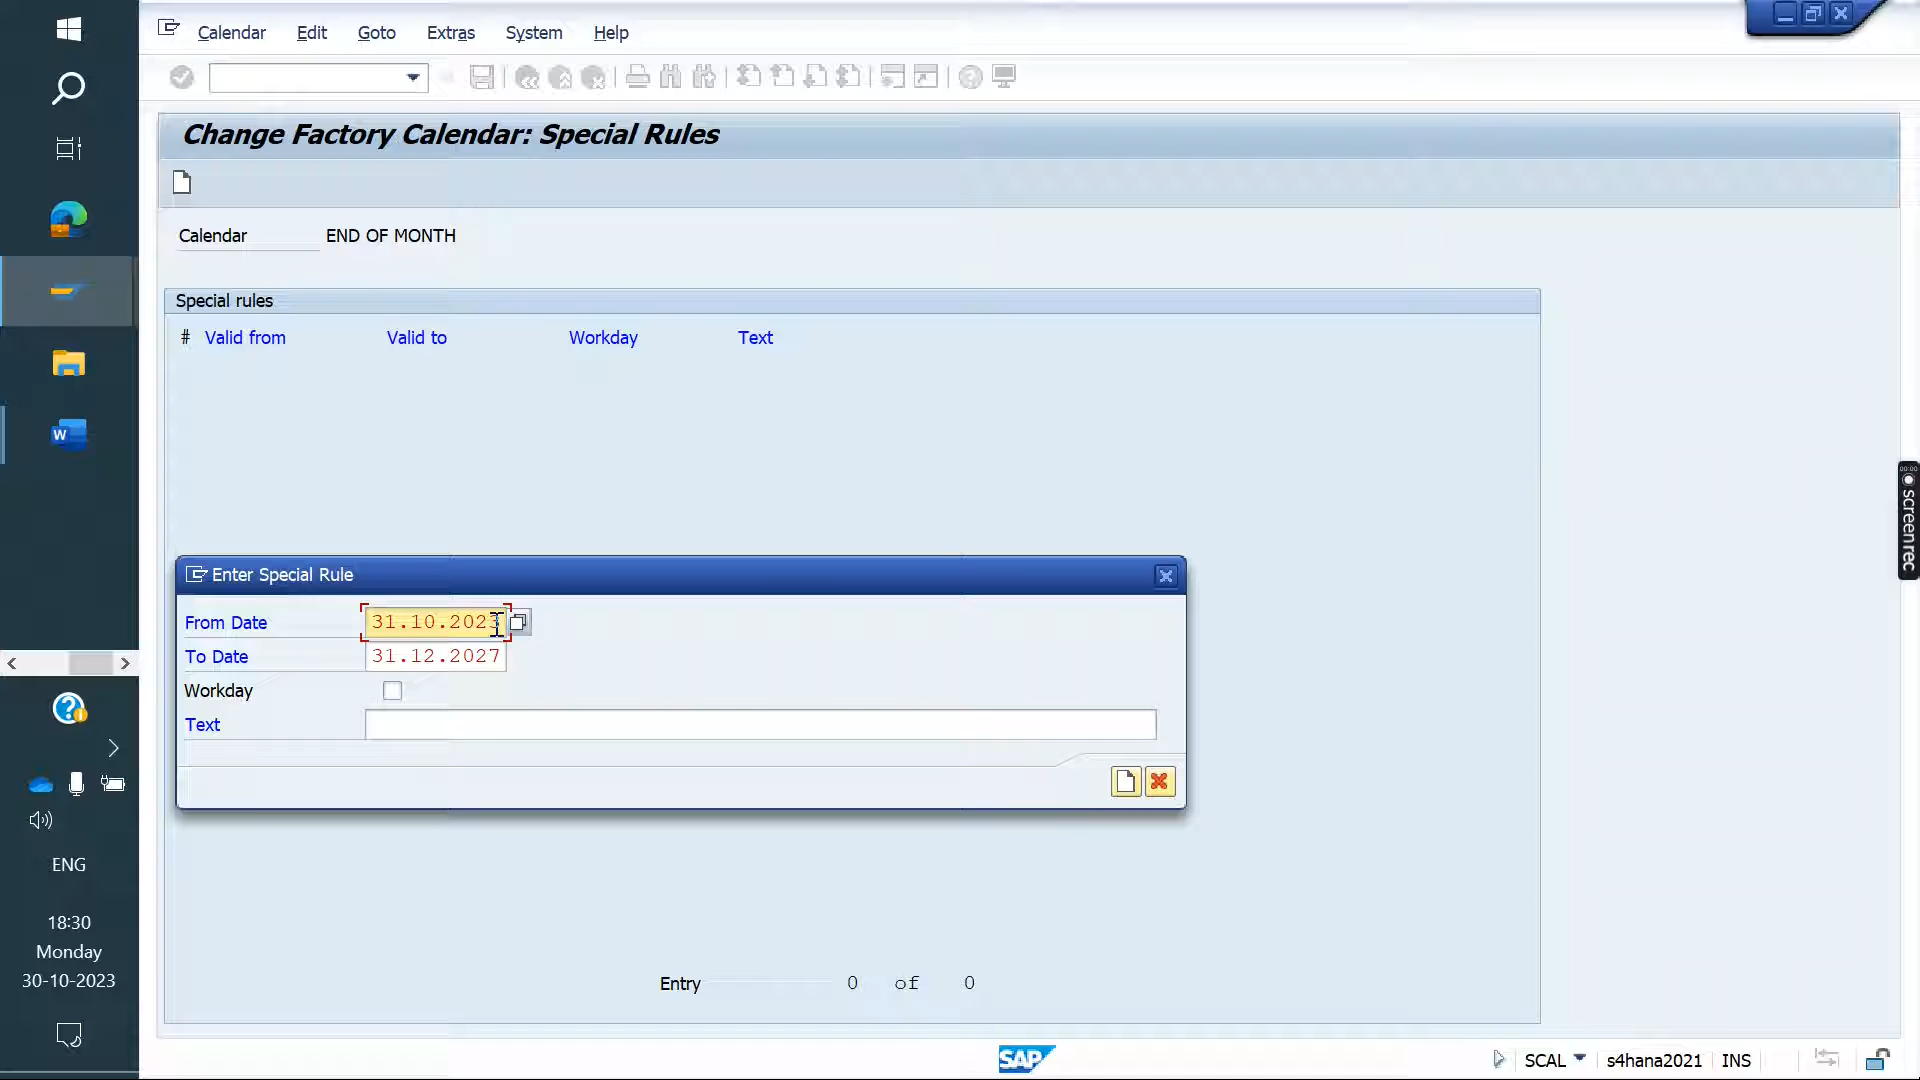 Calendar Edit Goto Extras System Help
Change Factory Calendar: Special Rules
Calendar END OF MONTH
Special rules
# Valid from Valid to Workday Text
Enter Special Rule
From Date 31.10.2023
To Date 31.12.2027
Workday
Text
Entry 0 of 0
SAP
SCAL s4hana2021 INS
W
ENG
18:30
Monday
30-10-2023
00:00
screenrec